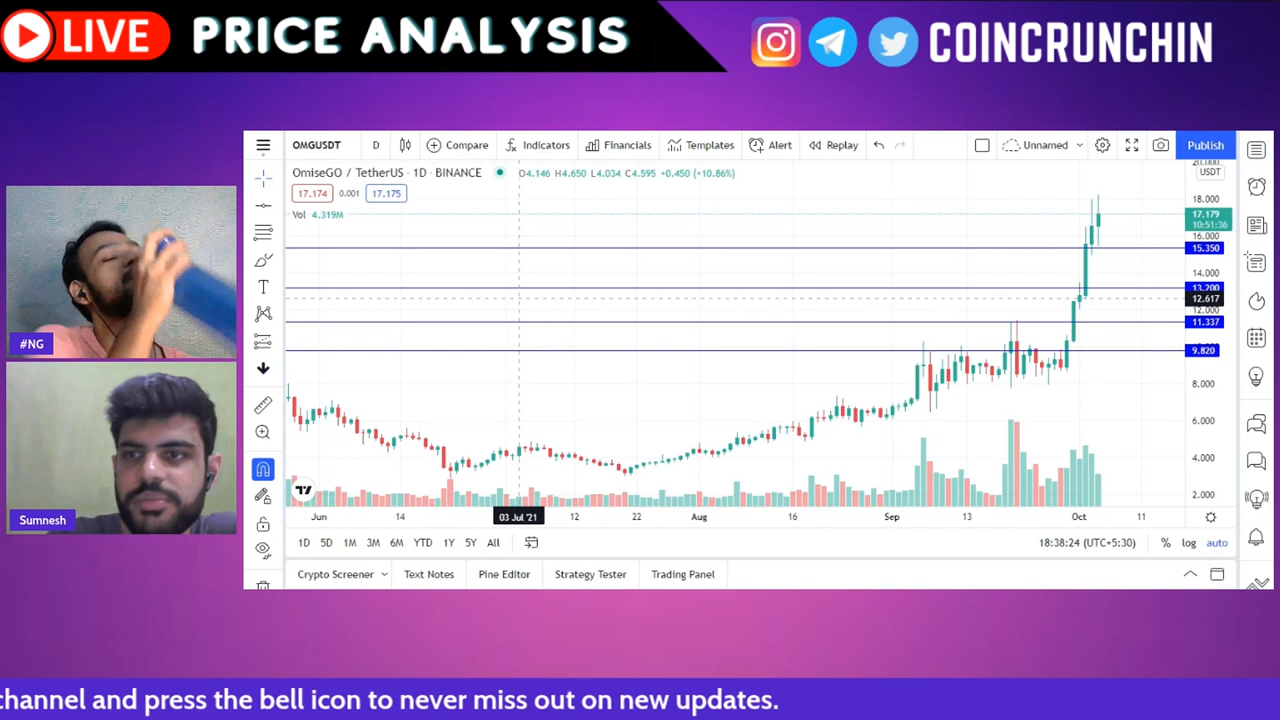 LIVE PRICE ANALYSIS COINCRUNCHIN
OMGUSDT D Compare Indicators Financials Templates Alert Replay Unnamed Publish
OmiseGO / TetherUS · 1D · BINANCE O4.146 H4.650 L4.034 C4.595 +0.450 (+10.86%)
17.174 0.001 17.175
Vol 4.319M
20.000
USDT
18.000
17.179
10:51:36
16.000
15.350
14.000
13.200
12.617
12.000
11.337
9.820
8.000
6.000
4.000
2.000
#NG
Sumnesh
Jun 14 03 Jul '21 12 22 Aug 16 Sep 13 Oct 11
1D 5D 1M 3M 6M YTD 1Y 5Y All 18:38:24 (UTC+5:30) % log auto
Crypto Screener Text Notes Pine Editor Strategy Tester Trading Panel
channel and press the bell icon to never miss out on new updates.